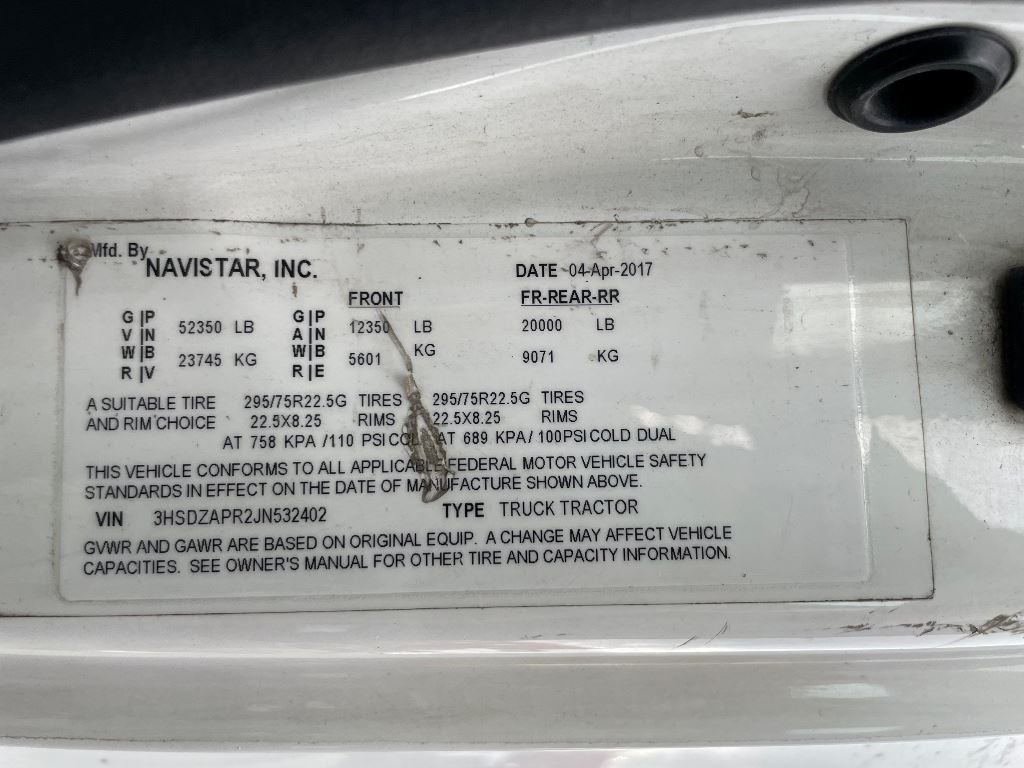 Mfd. By
NAVISTAR, INC. DATE 04-Apr-2017
FRONT FR-REAR-RR
G|P 52350 LB G|P 12350 LB 20000 LB
V|N A|N
W|B 23745 KG W|B 5601 KG 9071 KG
R|V R|E
A SUITABLE TIRE 295/75R22.5G TIRES 295/75R22.5G TIRES
AND RIM CHOICE 22.5X8.25 RIMS 22.5X8.25 RIMS
AT 758 KPA /110 PSI COL AT 689 KPA/ 100PSI COLD DUAL
THIS VEHICLE CONFORMS TO ALL APPLICABLE FEDERAL MOTOR VEHICLE SAFETY
STANDARDS IN EFFECT ON THE DATE OF MANUFACTURE SHOWN ABOVE.
VIN 3HSDZAPR2JN532402 TYPE TRUCK TRACTOR
GVWR AND GAWR ARE BASED ON ORIGINAL EQUIP. A CHANGE MAY AFFECT VEHICLE
CAPACITIES. SEE OWNER'S MANUAL FOR OTHER TIRE AND CAPACITY INFORMATION.